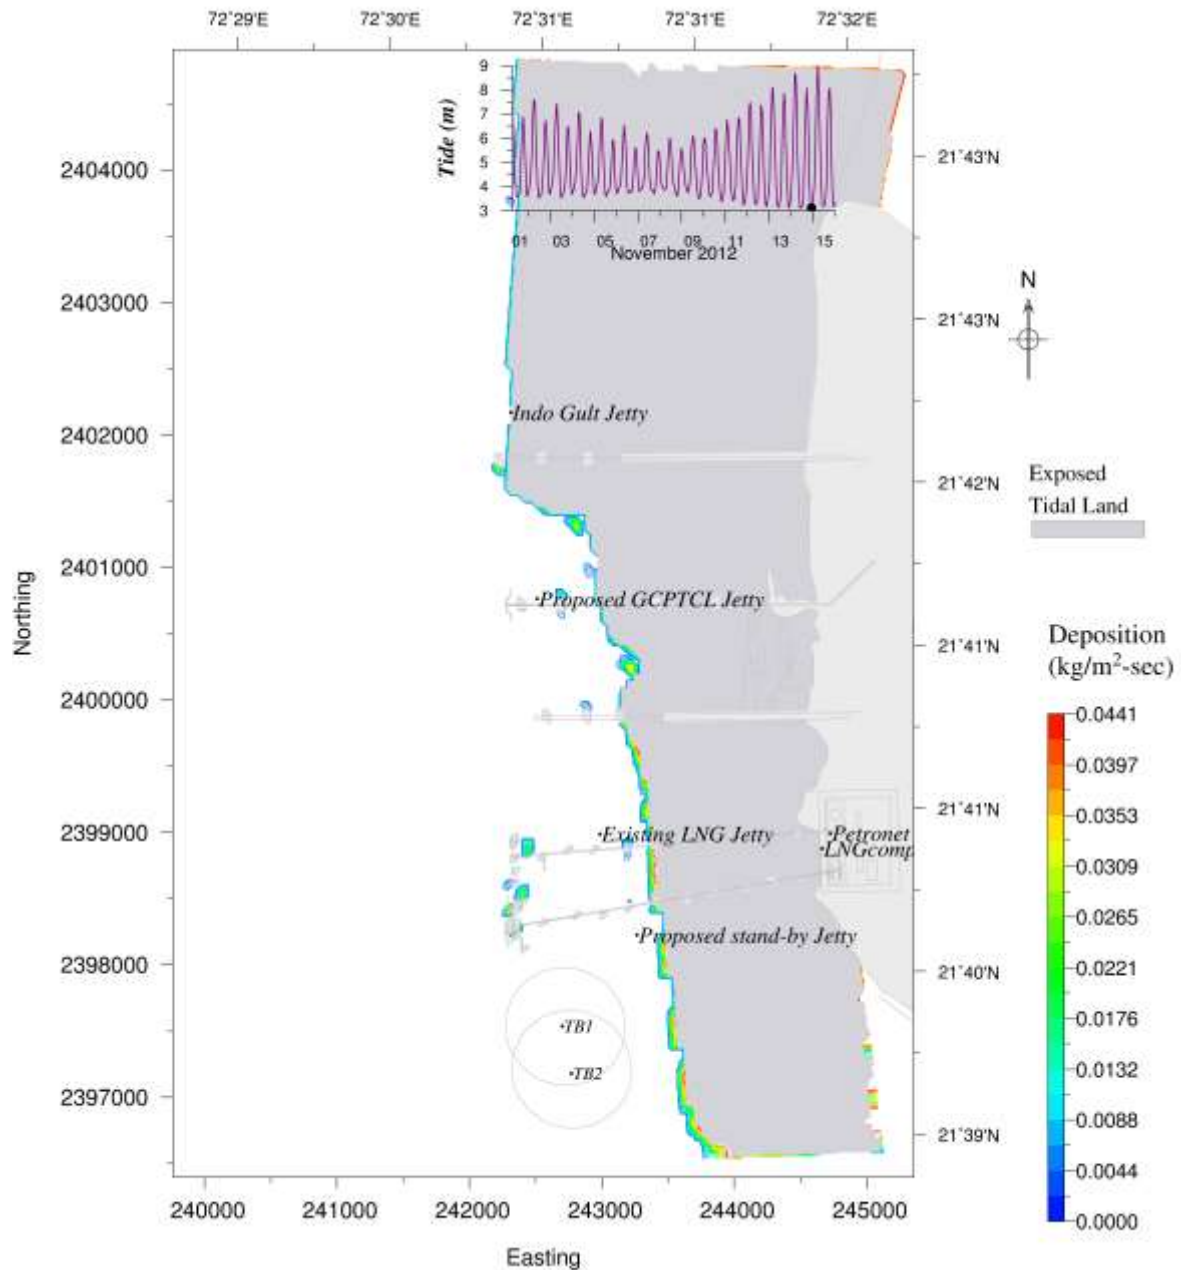 72°29'E 72°30'E 72°31'E 72°31'E 72°32'E
9
8
7
6
5
4
3
Tide (m)
01 03 05 07 09 11 13 15
November 2012
2404000
2403000
2402000
2401000
2400000
2399000
2398000
2397000
Northing
21°43'N
21°43'N
21°42'N
21°41'N
21°41'N
21°40'N
21°39'N
N
Indo Gult Jetty
Proposed GCPTCL Jetty
Existing LNG Jetty
Petronet
LNGcomp
Proposed stand-by Jetty
TB1
TB2
Exposed
Tidal Land
Deposition
(kg/m²-sec)
0.0441
0.0397
0.0353
0.0309
0.0265
0.0221
0.0176
0.0132
0.0088
0.0044
0.0000
240000 241000 242000 243000 244000 245000
Easting